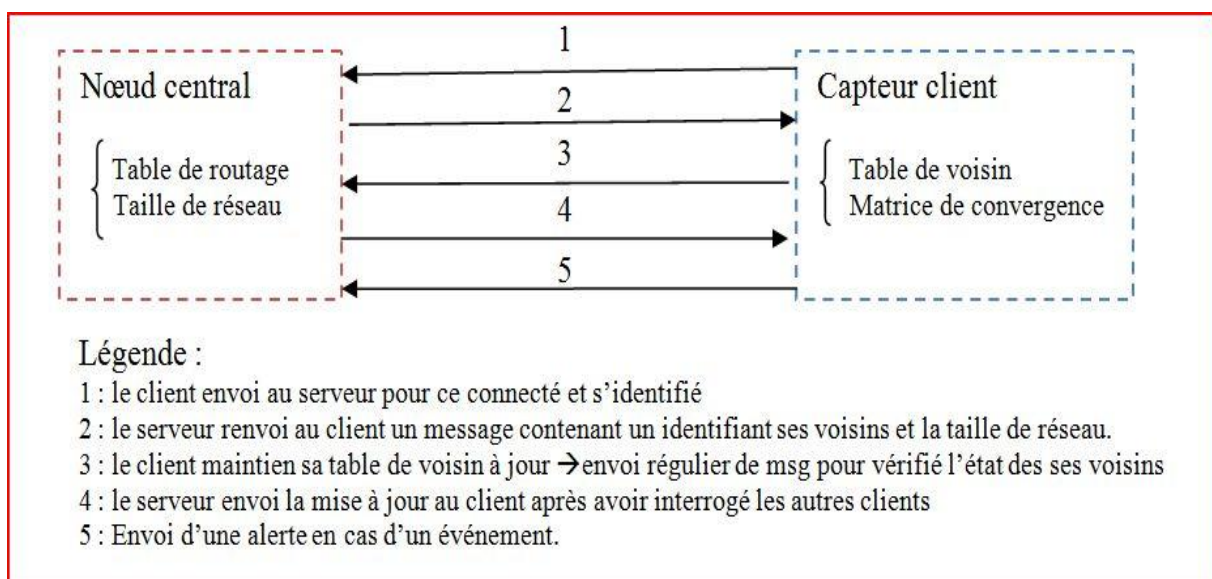 1
Nœud central
Capteur client
2
3
Table de routage
Taille de réseau
Table de voisin
Matrice de convergence
4
5
Légende :
1 : le client envoi au serveur pour ce connecté et s’identifié
2 : le serveur renvoi au client un message contenant un identifiant ses voisins et la taille de réseau.
3 : le client maintien sa table de voisin à jour →envoi régulier de msg pour vérifié l’état des ses voisins
4 : le serveur envoi la mise à jour au client après avoir interrogé les autres clients
5 : Envoi d’une alerte en cas d’un événement.